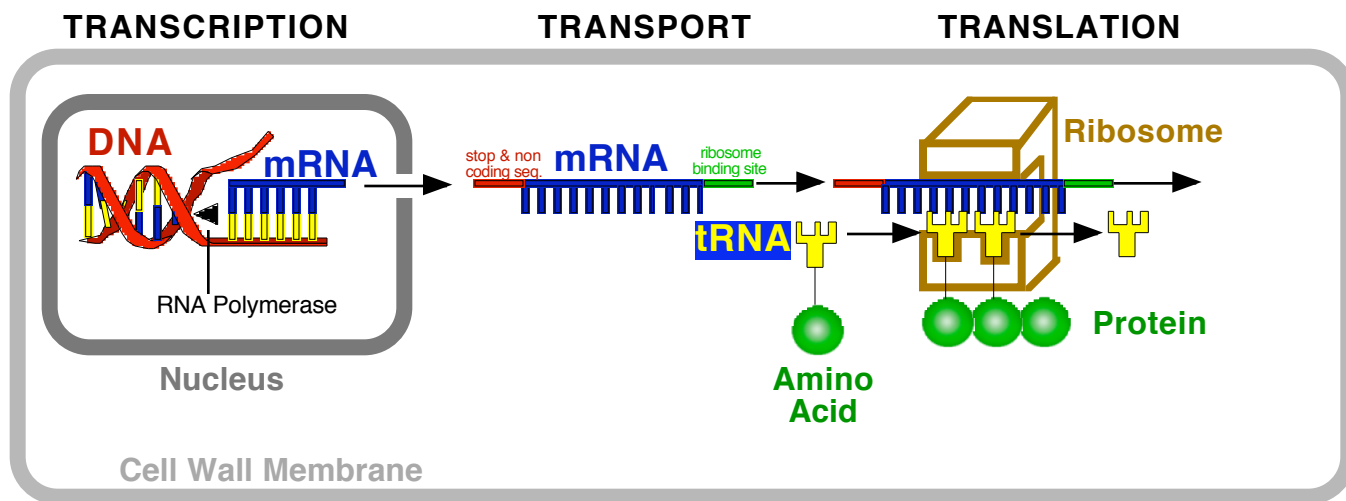 TRANSCRIPTION
TRANSPORT
TRANSLATION
DNA
mRNA
RNA Polymerase
Nucleus
stop & non
coding seq.
mRNA
ribosome
binding site
tRNA
Amino
Acid
Ribosome
Protein
Cell Wall Membrane